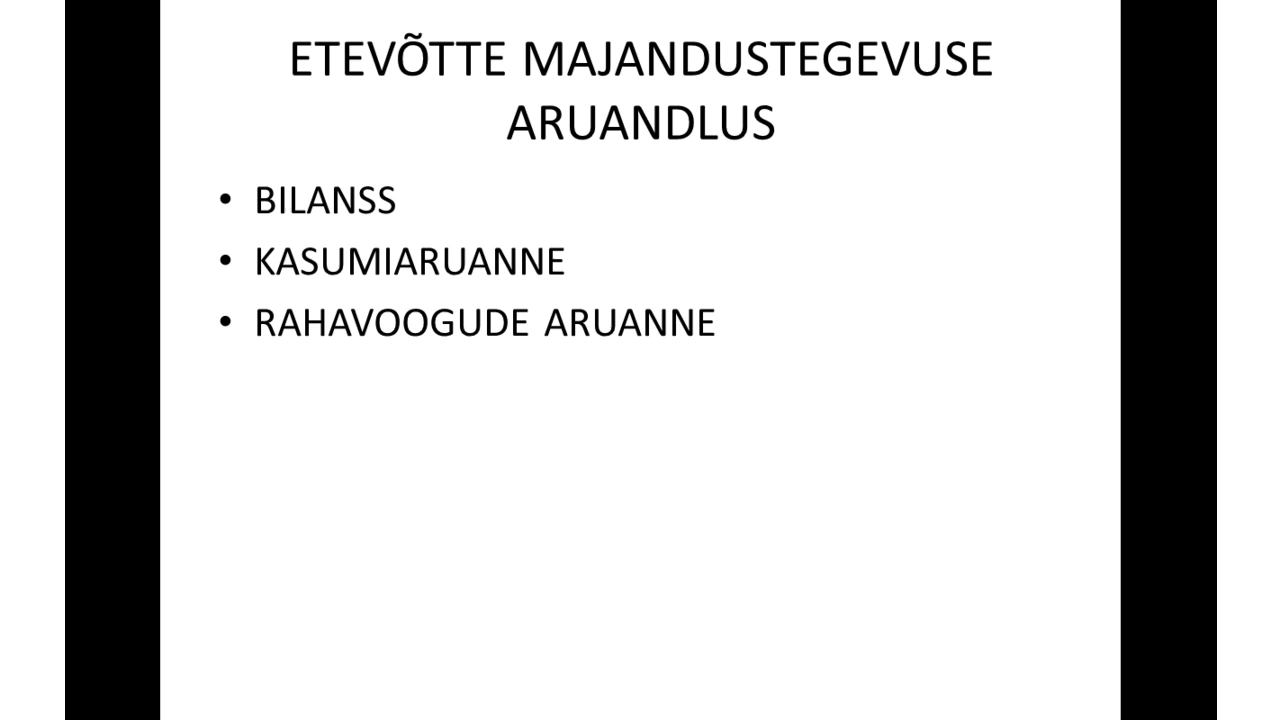 ETEVÕTTE MAJANDUSTEGEVUSE
ARUANDLUS
• BILANSS
• KASUMIARUANNE
• RAHAVOOGUDE ARUANNE